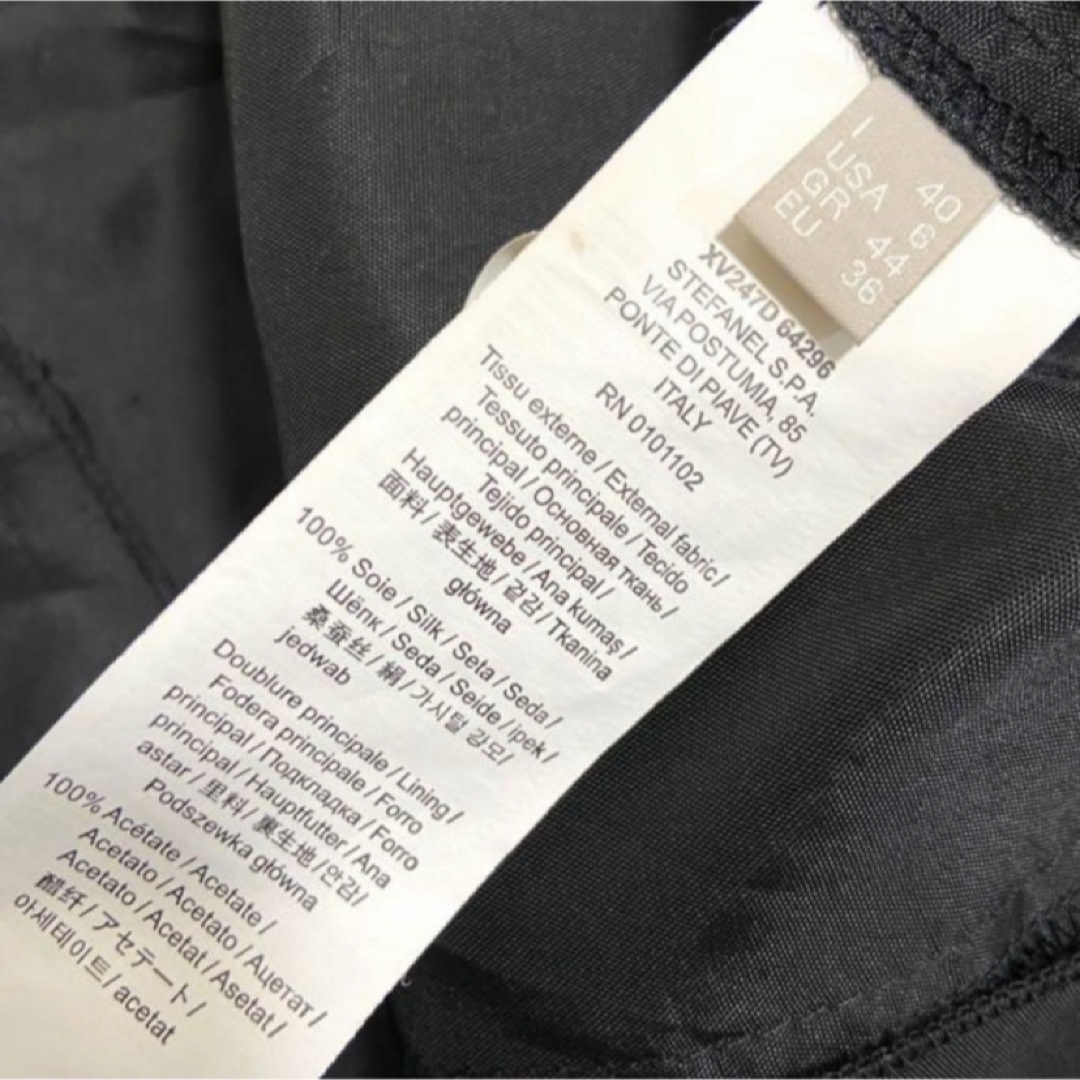 I 40
USA 6
GR 44
EU 36
XV247D 64296
STEFANEL S.P.A.
VIA POSTUMIA, 85
PONTE DI PIAVE (TV)
ITALY
RN 0101102
Tissu externe / External fabric /
Tessuto principale / Tecido
principal / Основная ткань /
Tejido principal /
Hauptgewebe / Ana kumaş /
面料 / 表生地 / 겉감 / Tkanina
główna
100% Soie / Silk / Seta / Seda /
Шёлк / Seda / Seide / ipek /
桑蚕丝 / 絹 / 가시털 강모 /
jedwab
Doublure principale / Lining /
Fodera principale / Forro
principal / Подкладка / Forro
principal / Hauptfutter / Ana
astar / 里料 / 裏生地 / 안감 /
Podszewka główna
100% Acétate / Acetate /
Acetato / Acetato / Ацетат /
Acetato / Acetat / Asetat /
醋纤 / アセテート /
아세테이트 / acetat